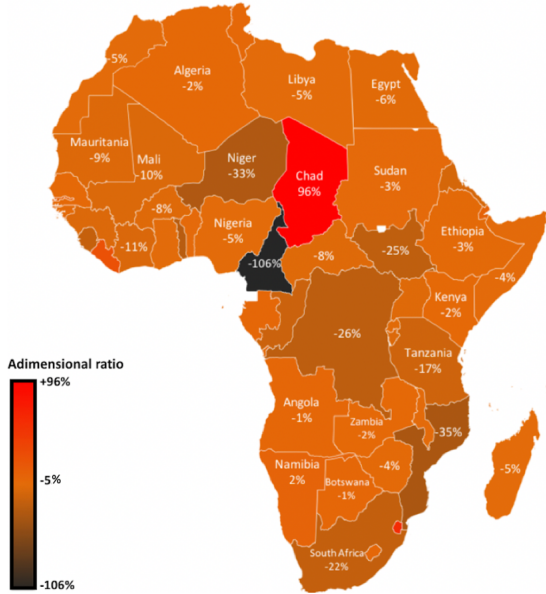 -5%
Algeria
-2%
Libya
-5%
Egypt
-6%
Mauritania
-9%
Mali
10%
Niger
-33%
Chad
96%
Sudan
-3%
-8%
-11%
Nigeria
-5%
-106%
-8%
-25%
Ethiopia
-3%
-4%
Kenya
-2%
-26%
Tanzania
-17%
Adimensional ratio
+96%
-5%
-106%
Angola
-1%
Zambia
-2%
-35%
Namibia
2%
Botswana
-1%
-4%
-5%
South Africa
-22%